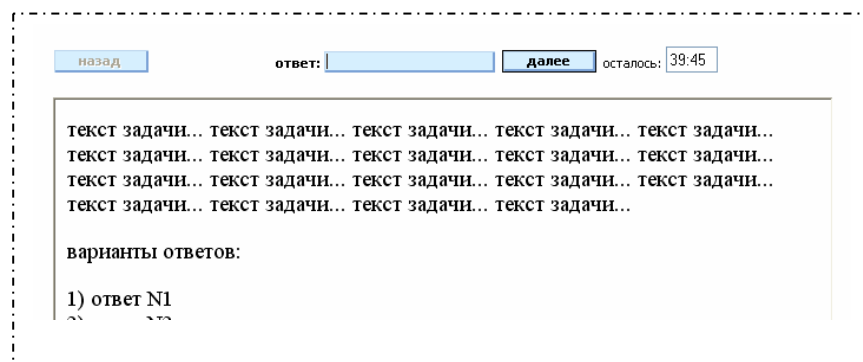 назад ответ: далее осталось: 39:45
текст задачи... текст задачи... текст задачи... текст задачи... текст задачи...
текст задачи... текст задачи... текст задачи... текст задачи... текст задачи...
текст задачи... текст задачи... текст задачи... текст задачи... текст задачи...
текст задачи... текст задачи... текст задачи... текст задачи...
варианты ответов:
1) ответ N1